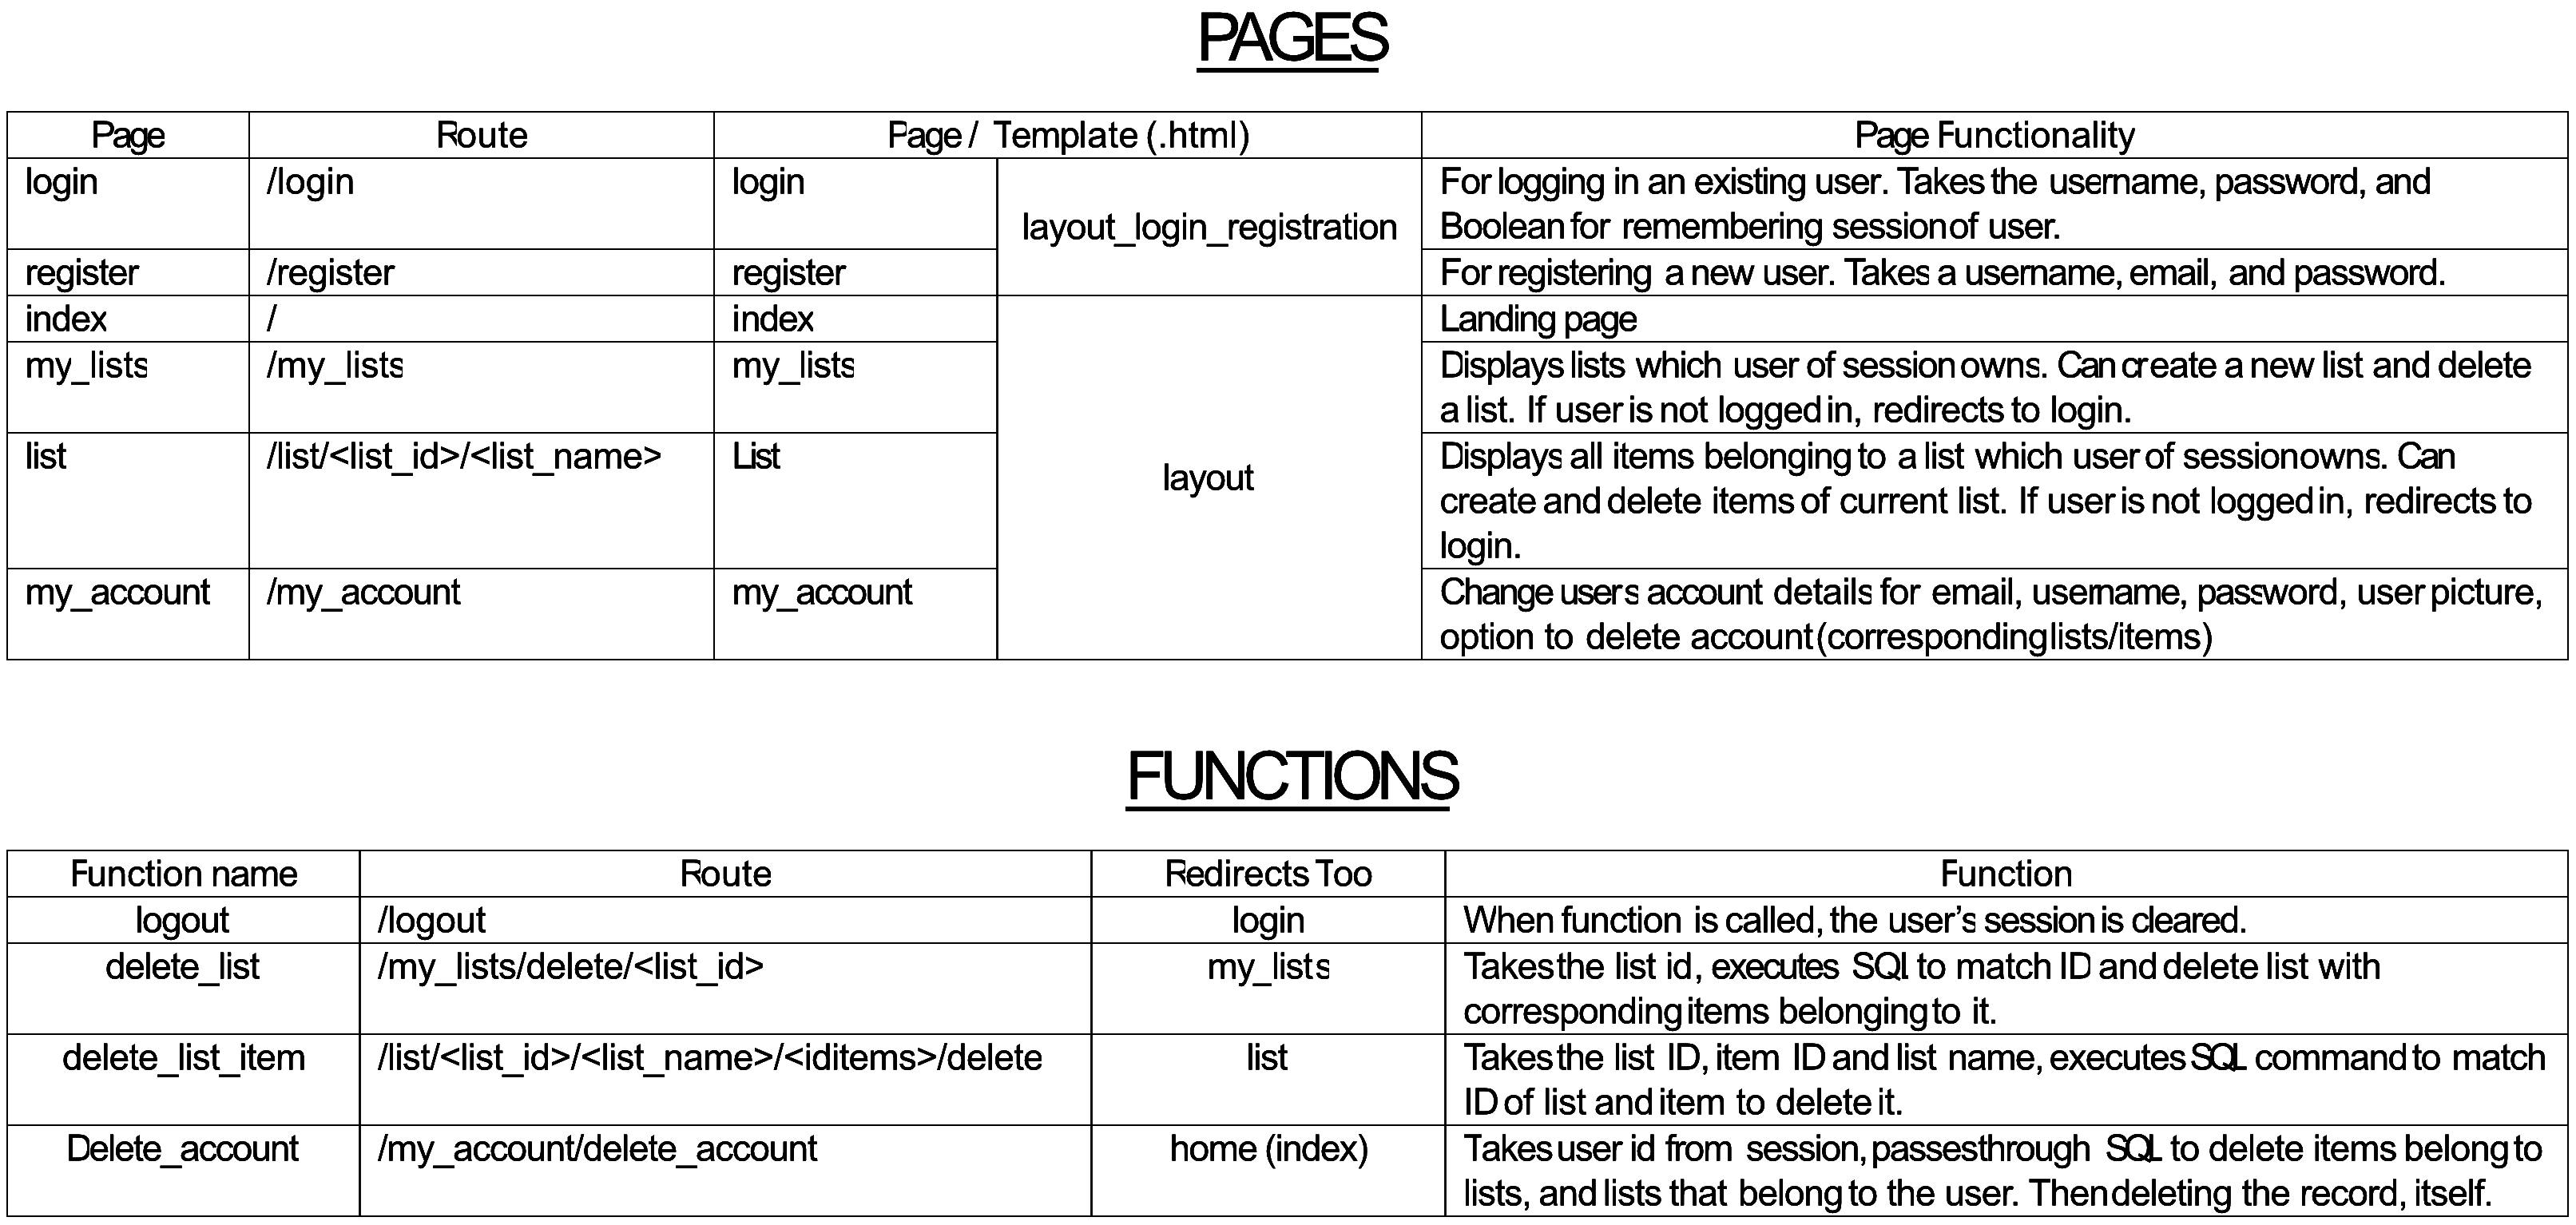 PAGES
Page Route Page / Template (.html) Page Functionality
login /login login layout_login_registration For logging in an existing user. Takes the username, password, and
Boolean for remembering session of user.
register /register register For registering a new user. Takes a username, email, and password.
index / index layout Landing page
my_lists /my_lists my_lists Displays lists which user of session owns. Can create a new list and delete
a list. If user is not logged in, redirects to login.
list /list/<list_id>/<list_name> List Displays all items belonging to a list which user of session owns. Can
create and delete items of current list. If user is not logged in, redirects to
login.
my_account /my_account my_account Change users account details for email, username, password, user picture,
option to delete account (corresponding lists/items)
FUNCTIONS
Function name Route Redirects Too Function
logout /logout login When function is called, the user’s session is cleared.
delete_list /my_lists/delete/<list_id> my_lists Takes the list id, executes SQL to match ID and delete list with
corresponding items belonging to it.
delete_list_item /list/<list_id>/<list_name>/<iditems>/delete list Takes the list ID, item ID and list name, executes SQL command to match
ID of list and item to delete it.
Delete_account /my_account/delete_account home (index) Takes user id from session, passes through SQL to delete items belong to
lists, and lists that belong to the user. Then deleting the record, itself.